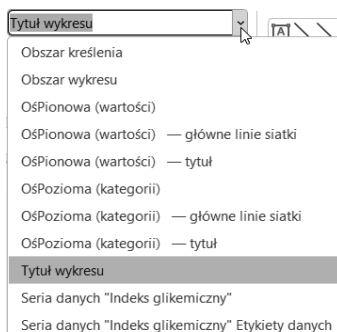 Tytuł wykresu
A
Obszar kreślenia
Obszar wykresu
OśPionowa (wartości)
OśPionowa (wartości) — główne linie siatki
OśPionowa (wartości) — tytuł
OśPozioma (kategorii)
OśPozioma (kategorii) — główne linie siatki
OśPozioma (kategorii) — tytuł
Tytuł wykresu
Seria danych "Indeks glikemiczny"
Seria danych "Indeks glikemiczny" Etykiety danych